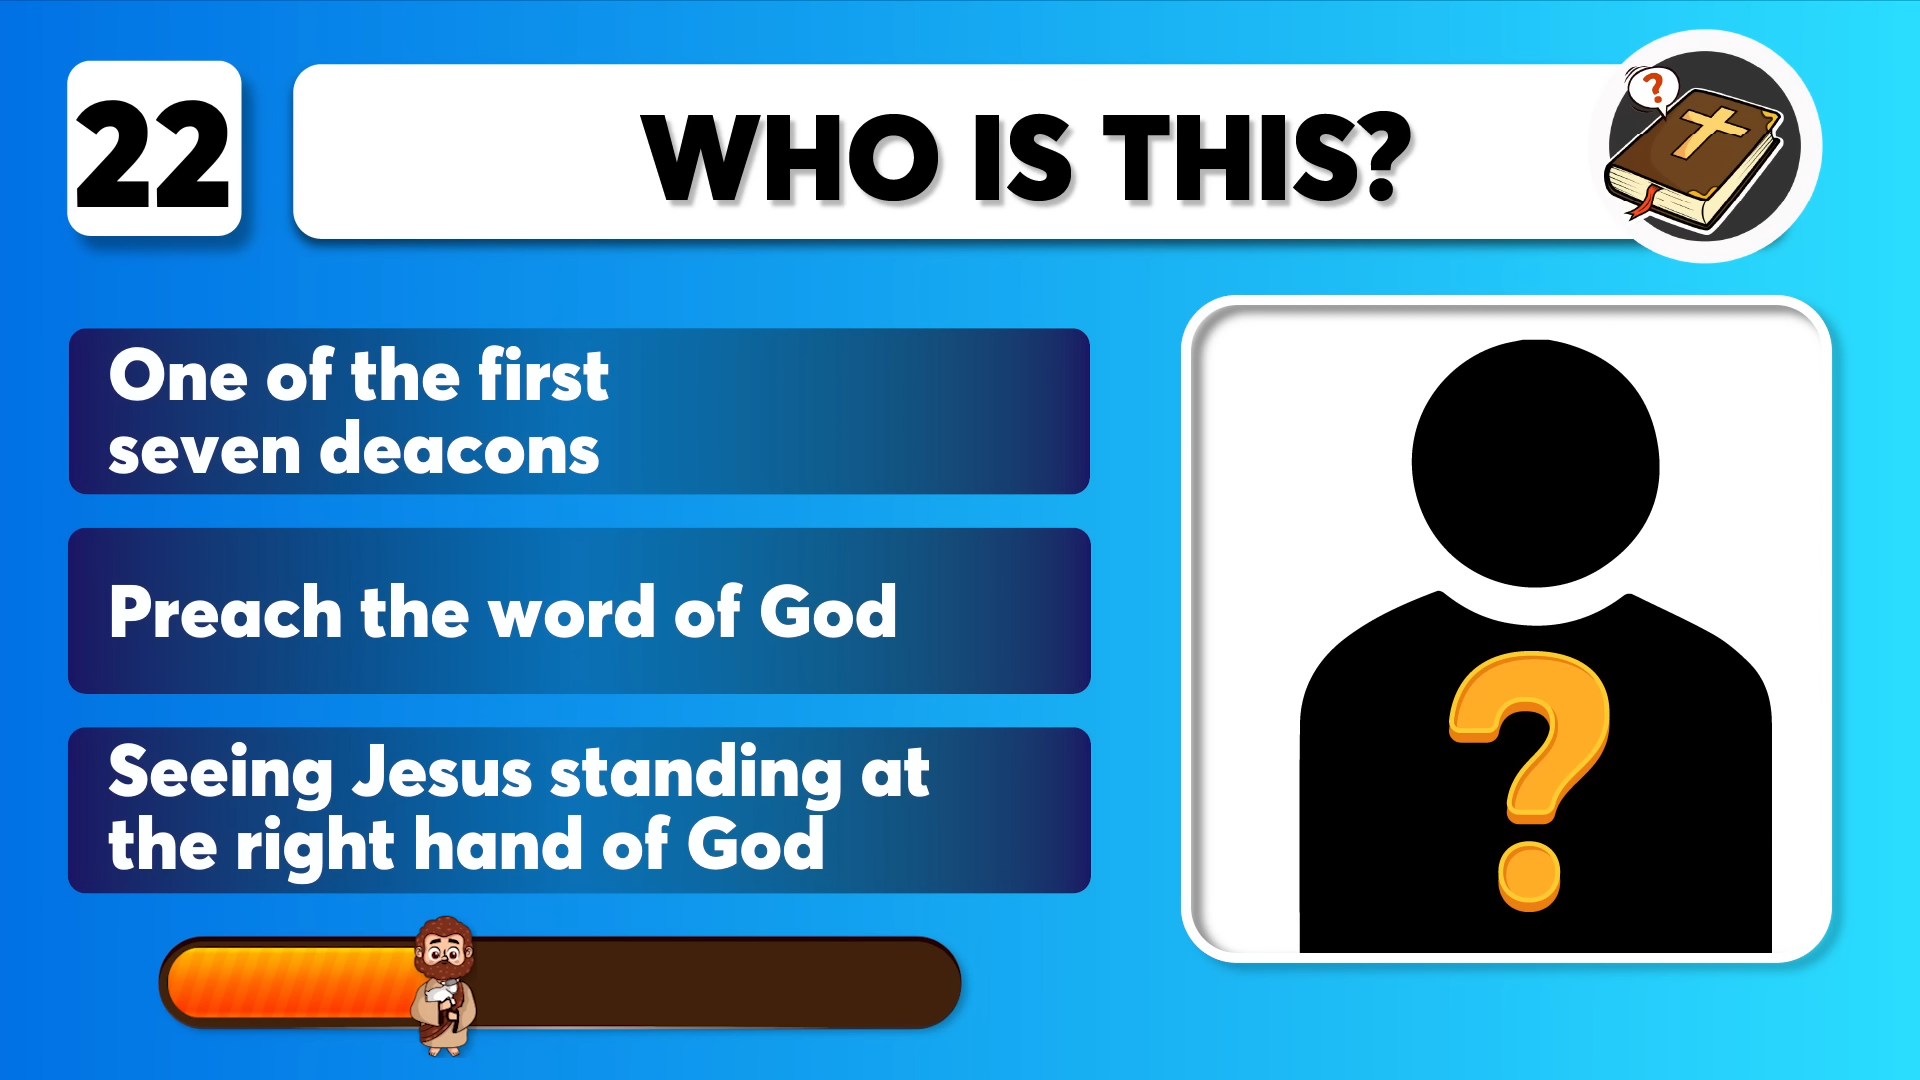 22
WHO IS THIS?
?
One of the first
seven deacons
Preach the word of God
Seeing Jesus standing at
the right hand of God
?